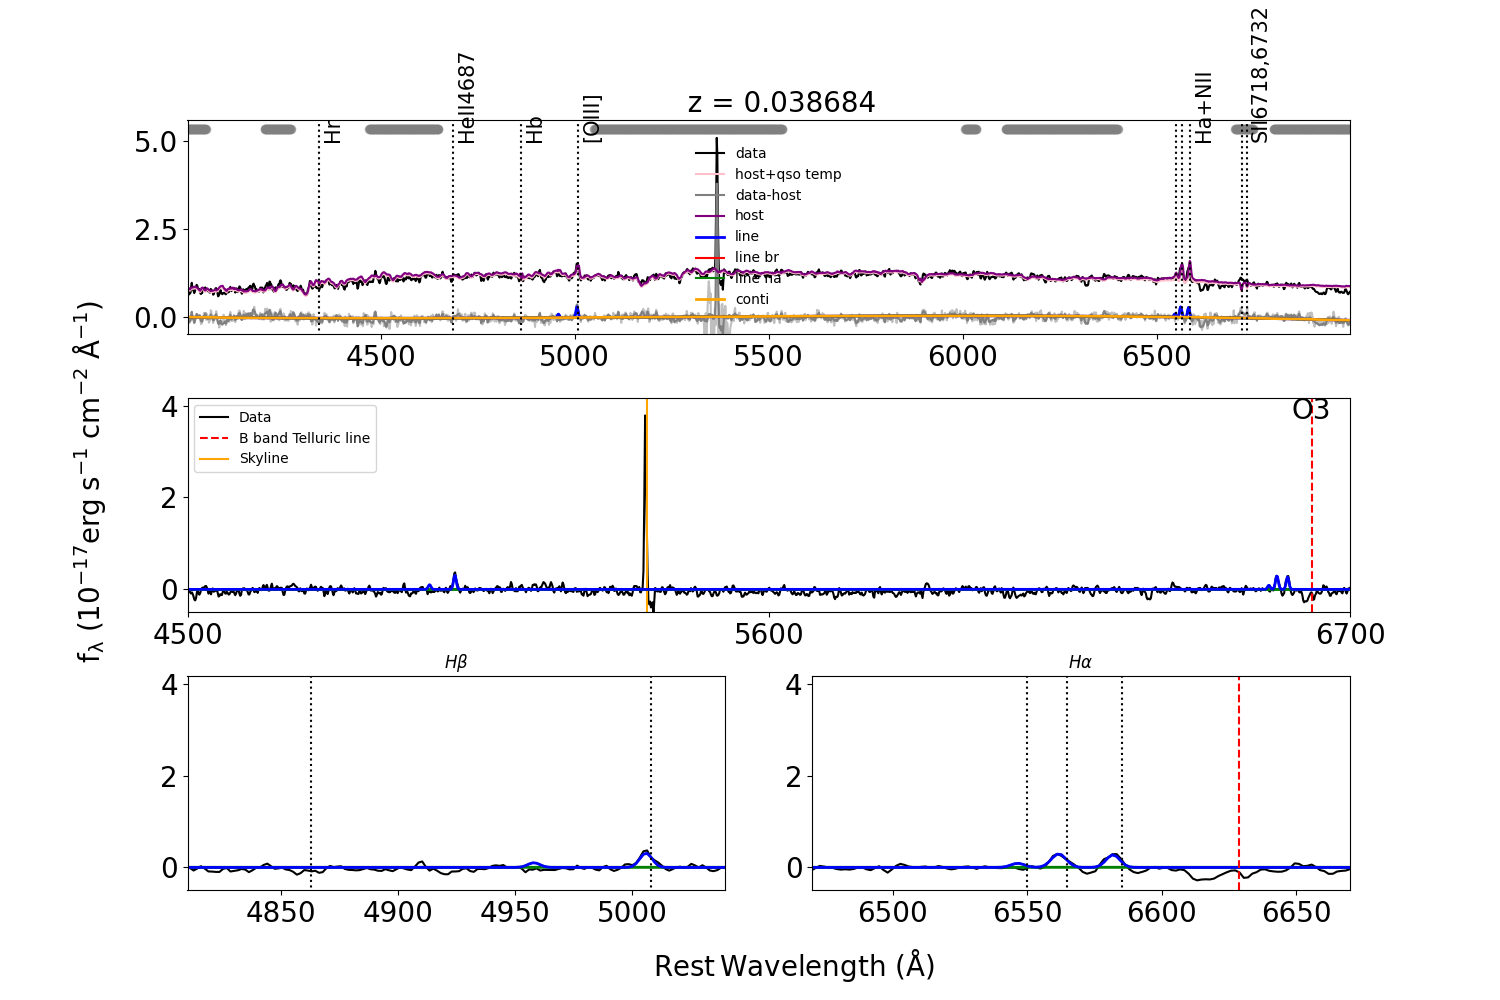 z = 0.038684
Hr
HeII4687
Hb
[OIII]
Ha+NII
SII6718,6732
5.0
2.5
0.0
data
host+qso temp
data-host
host
line
line br
line na
conti
4500 5000 5500 6000 6500
f_λ (10⁻¹⁷erg s⁻¹ cm⁻² Å⁻¹)
4
2
0
Data
B band Telluric line
Skyline
O3
4500 5600 6700
Hβ
4
2
0
4850 4900 4950 5000
Hα
4
2
0
6500 6550 6600 6650
Rest Wavelength (Å)